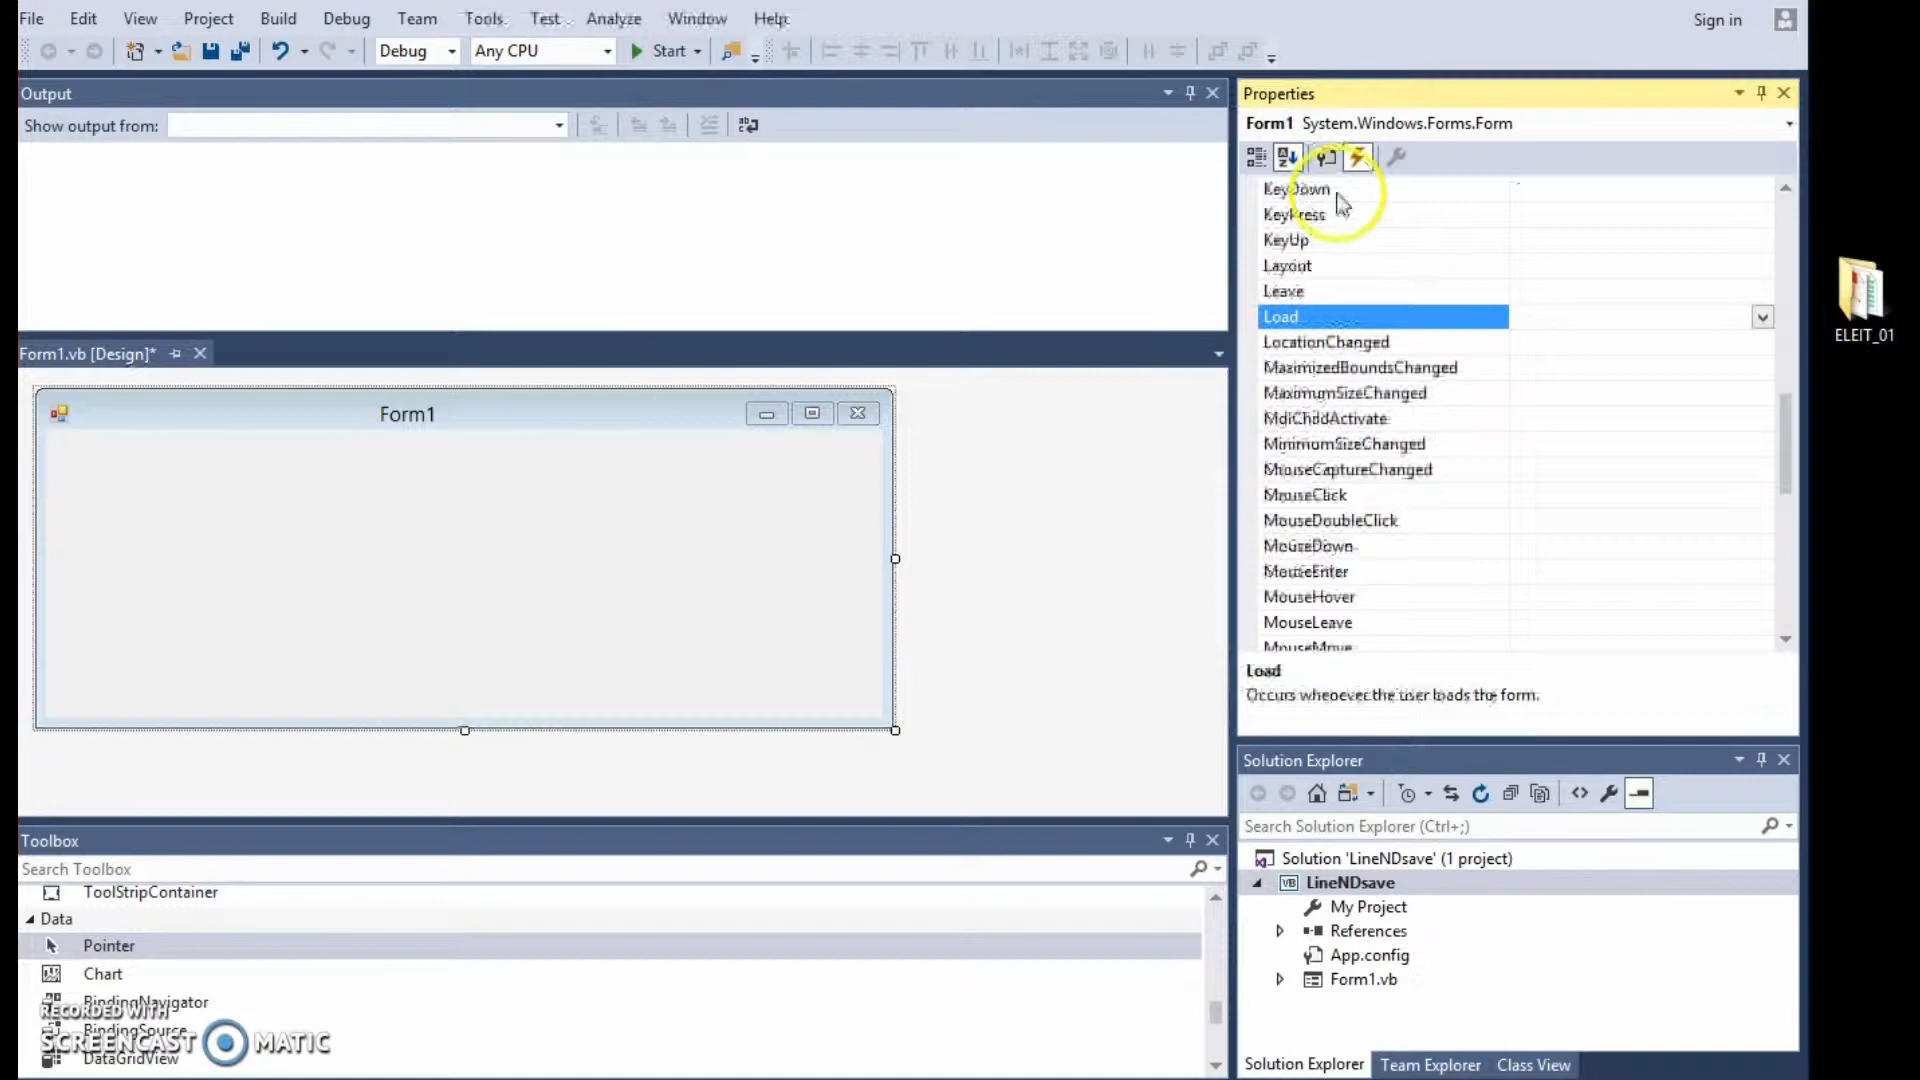 File Edit View Project Build Debug Team Tools Test Analyze Window Help Sign in
Debug Any CPU Start
Output
Show output from:
Form1.vb [Design]*
Form1
Toolbox
Search Toolbox
ToolStripContainer
Data
Pointer
Chart
BindingNavigator
BindingSource
DataGridView
RECORDED WITH
SCREENCAST MATIC
Properties
Form1 System.Windows.Forms.Form
KeyDown
KeyPress
KeyUp
Layout
Leave
Load
LocationChanged
MaximizedBoundsChanged
MaximumSizeChanged
MdiChildActivate
MinimumSizeChanged
MouseCaptureChanged
MouseClick
MouseDoubleClick
MouseDown
MouseEnter
MouseHover
MouseLeave
MouseMove
Load
Occurs whenever the user loads the form.
Solution Explorer
Search Solution Explorer (Ctrl+;)
Solution 'LineNDsave' (1 project)
VB LineNDsave
My Project
References
App.config
Form1.vb
Solution Explorer Team Explorer Class View
ELEIT_01